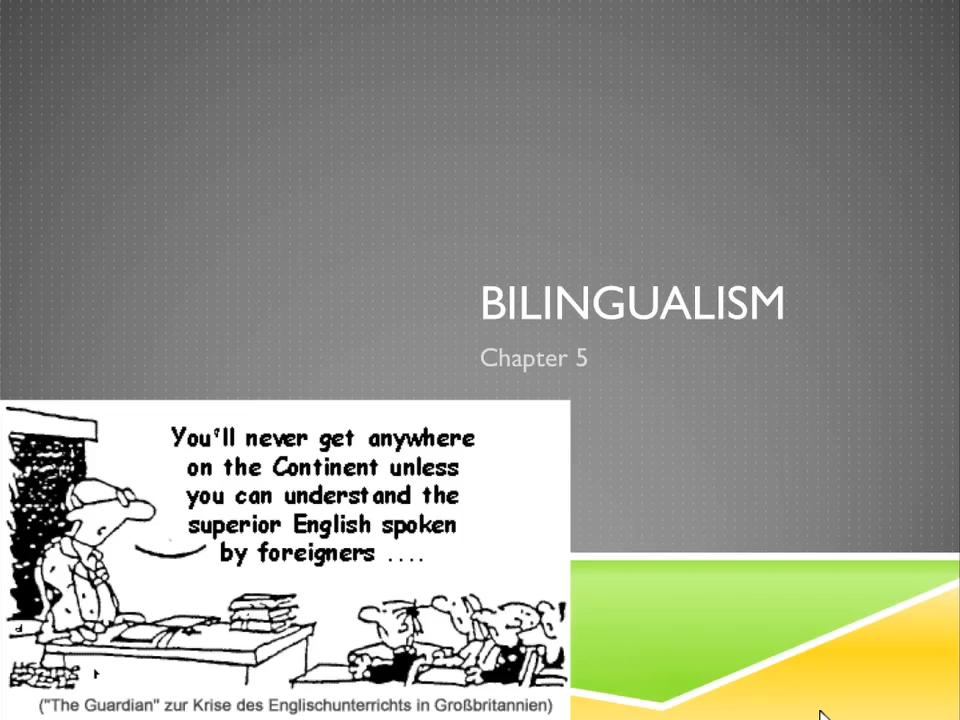 BILINGUALISM
Chapter 5
You'll never get anywhere
on the Continent unless
you can understand the
superior English spoken
by foreigners ....
("The Guardian" zur Krise des Englischunterrichts in Großbritannien)